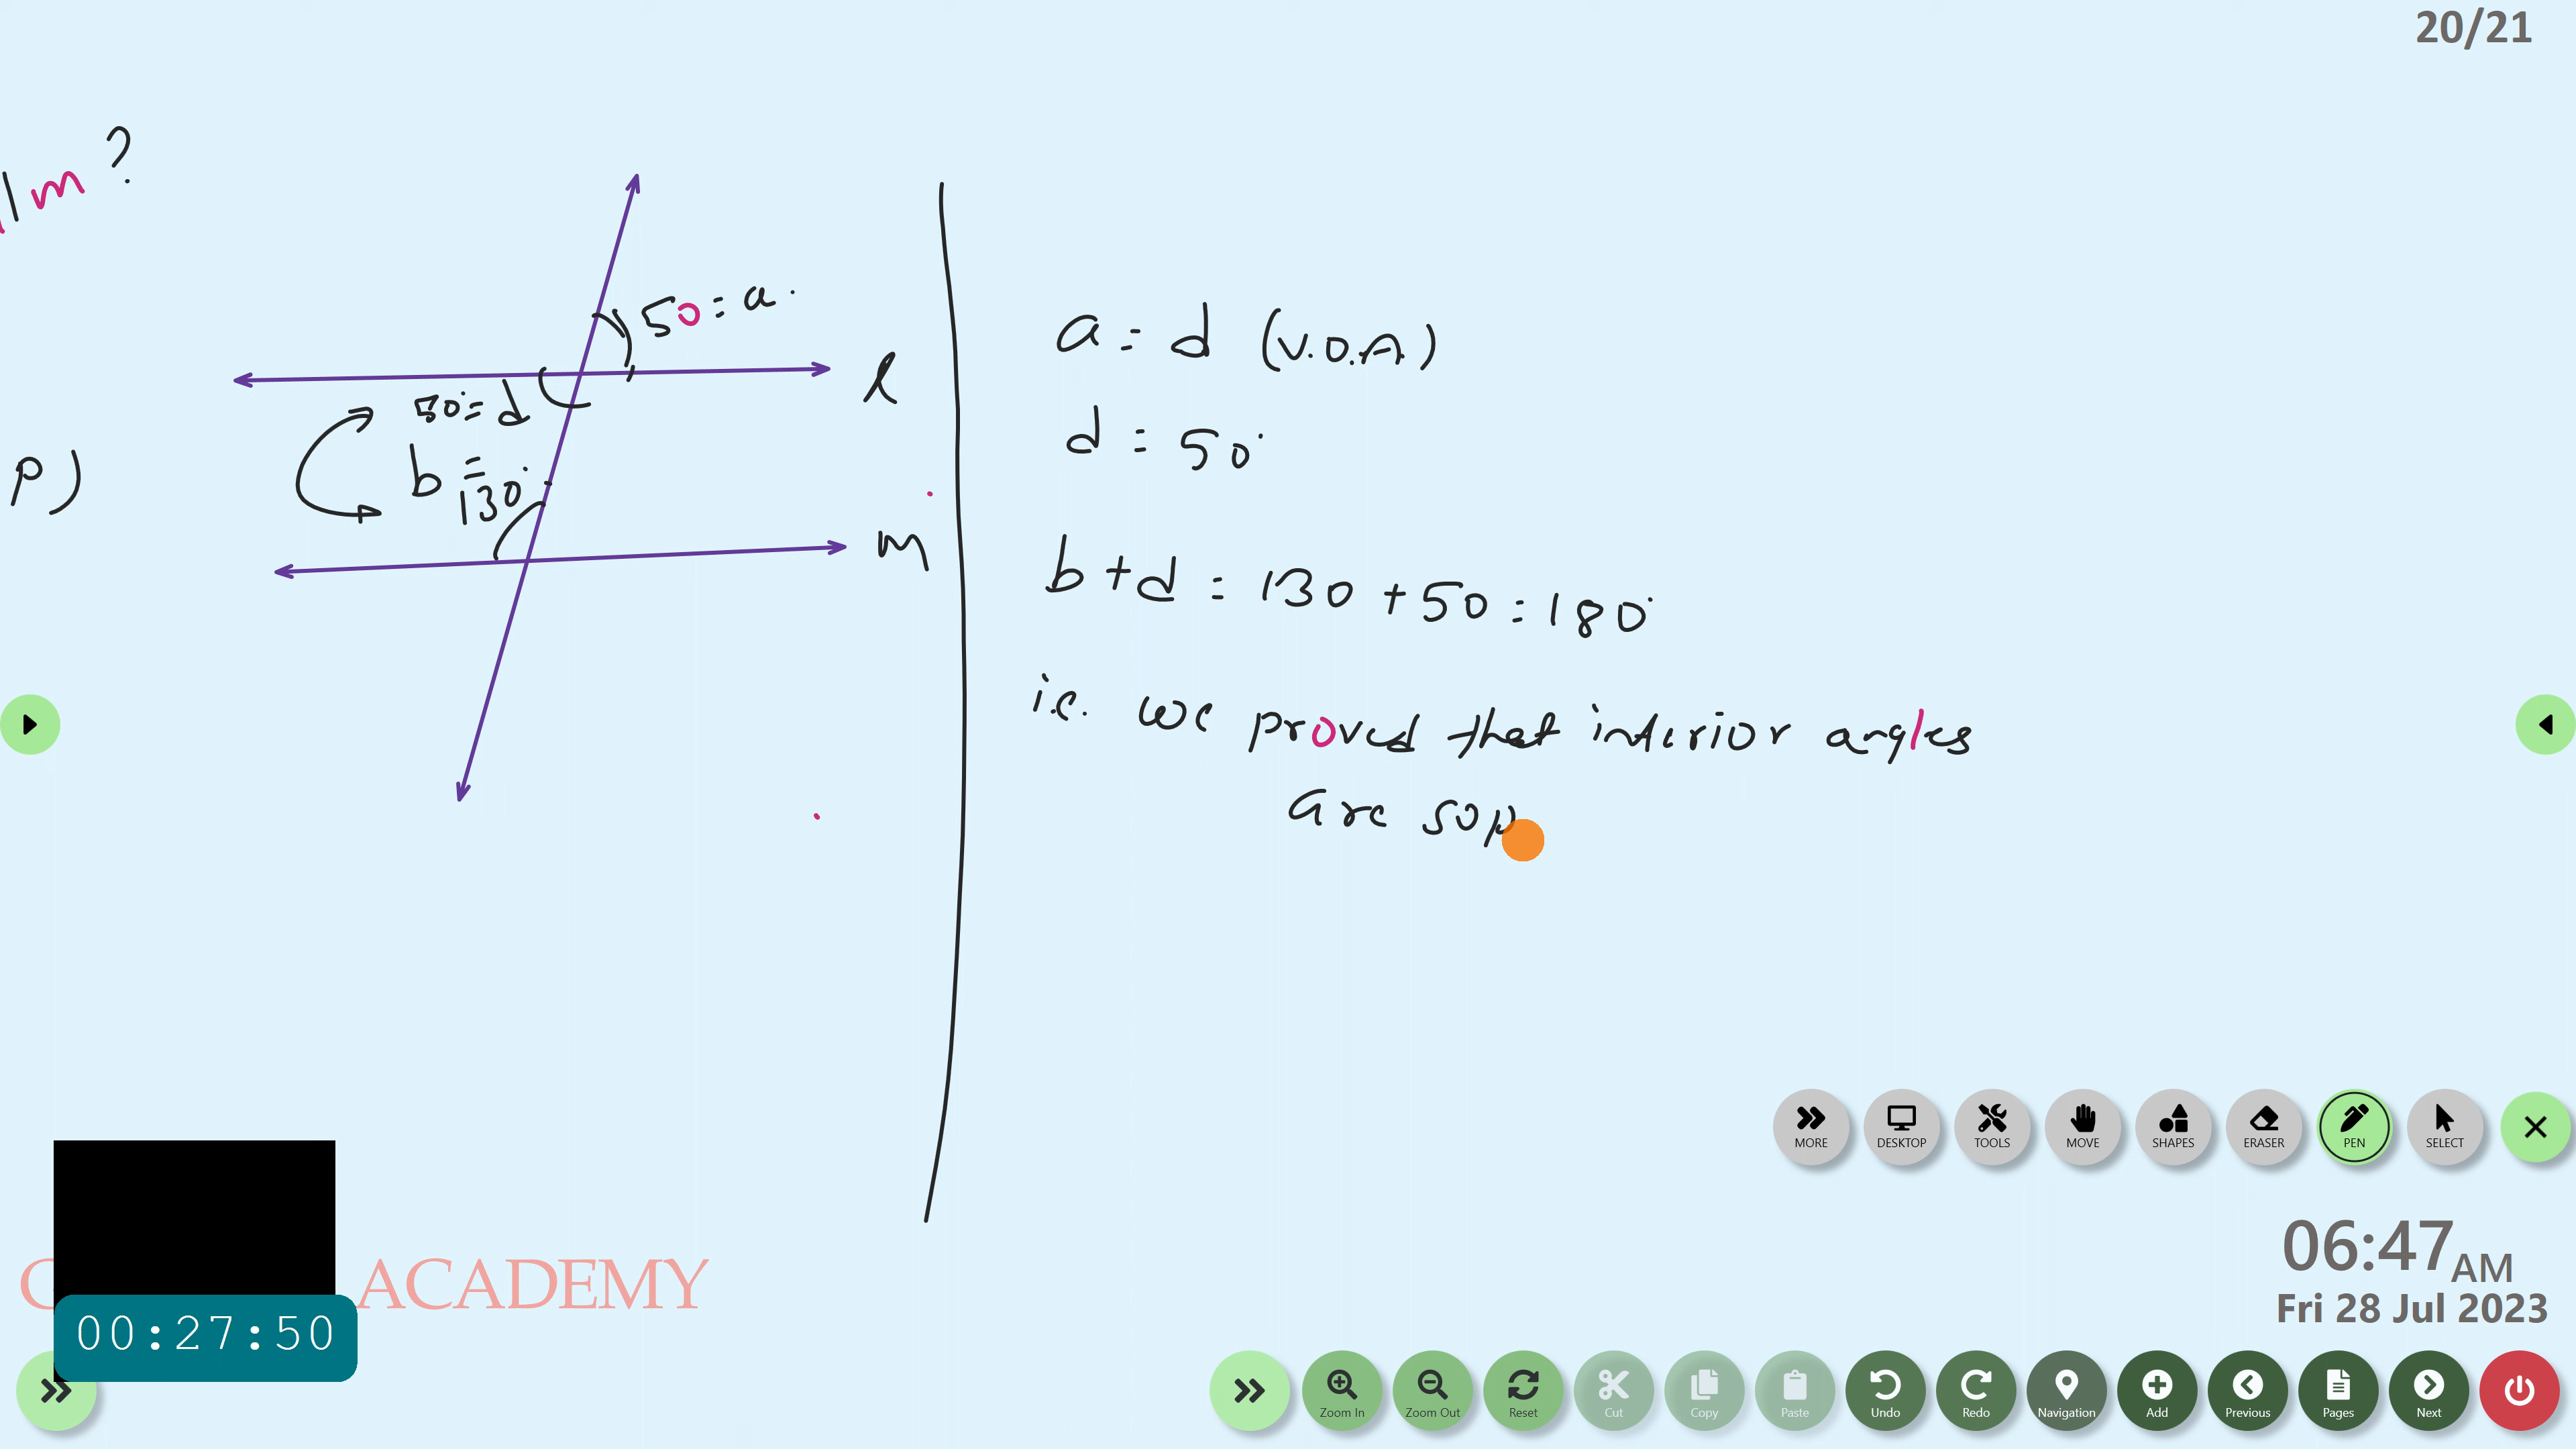 20/21
m ?
50 = a
l
50° = d
b = 130°
p)
m
a = d (V.O.A)
d = 50°
b + d = 130 + 50 = 180°
i.e. we proved that interior angles
are sup
MORE DESKTOP TOOLS MOVE SHAPES ERASER PEN SELECT
06:47 AM
Fri 28 Jul 2023
C ACADEMY
00:27:50
Zoom In Zoom Out Reset Cut Copy Paste Undo Redo Navigation Add Previous Pages Next